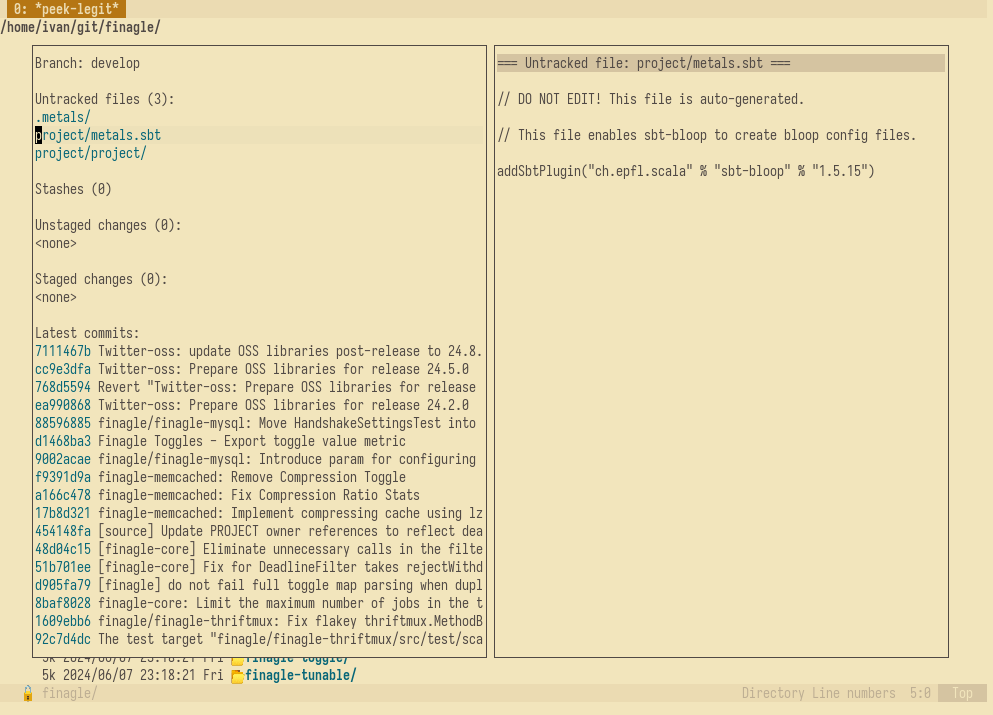 0: *peek-legit*
/home/ivan/git/finagle/
Branch: develop
Untracked files (3):
.metals/
project/metals.sbt
project/project/
Stashes (0)
Unstaged changes (0):
<none>
Staged changes (0):
<none>
Latest commits:
7111467b Twitter-oss: update OSS libraries post-release to 24.8.
cc9e3dfa Twitter-oss: Prepare OSS libraries for release 24.5.0
768d5594 Revert "Twitter-oss: Prepare OSS libraries for release
ea990868 Twitter-oss: Prepare OSS libraries for release 24.2.0
88596885 finagle/finagle-mysql: Move HandshakeSettingsTest into
d1468ba3 Finagle Toggles - Export toggle value metric
9002acae finagle/finagle-mysql: Introduce param for configuring
f9391d9a finagle-memcached: Remove Compression Toggle
a166c478 finagle-memcached: Fix Compression Ratio Stats
17b8d321 finagle-memcached: Implement compressing cache using lz
454148fa [source] Update PROJECT owner references to reflect dea
48d04c15 [finagle-core] Eliminate unnecessary calls in the filte
51b701ee [finagle-core] Fix for DeadlineFilter takes rejectWithd
d905fa79 [finagle] do not fail full toggle map parsing when dupl
8baf8028 finagle-core: Limit the maximum number of jobs in the t
1609ebb6 finagle/finagle-thriftmux: Fix flakey thriftmux.MethodB
92c7d4dc The test target "finagle/finagle-thriftmux/src/test/sca
=== Untracked file: project/metals.sbt ===
// DO NOT EDIT! This file is auto-generated.
// This file enables sbt-bloop to create bloop config files.
addSbtPlugin("ch.epfl.scala" % "sbt-bloop" % "1.5.15")
5k 2024/06/07 23:18:21 Fri finagle-toggle/
5k 2024/06/07 23:18:21 Fri finagle-tunable/
finagle/ Directory Line numbers 5:0 Top